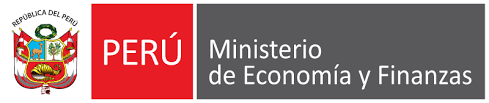 REPÚBLICA DEL PERÚ
PERÚ
Ministerio
de Economía y Finanzas